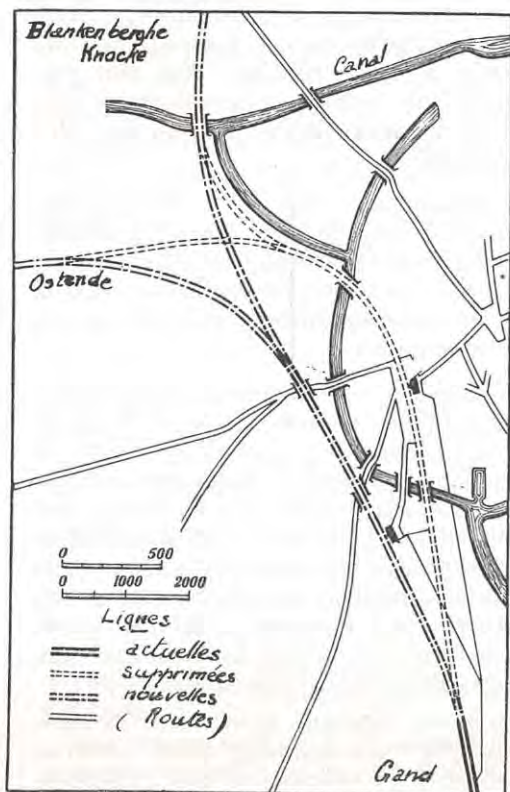 Blankenberghe
Knocke
Canal
Ostende
0 500
0 1000 2000
Lignes
actuelles
supprimées
nouvelles
( Routes )
Gand